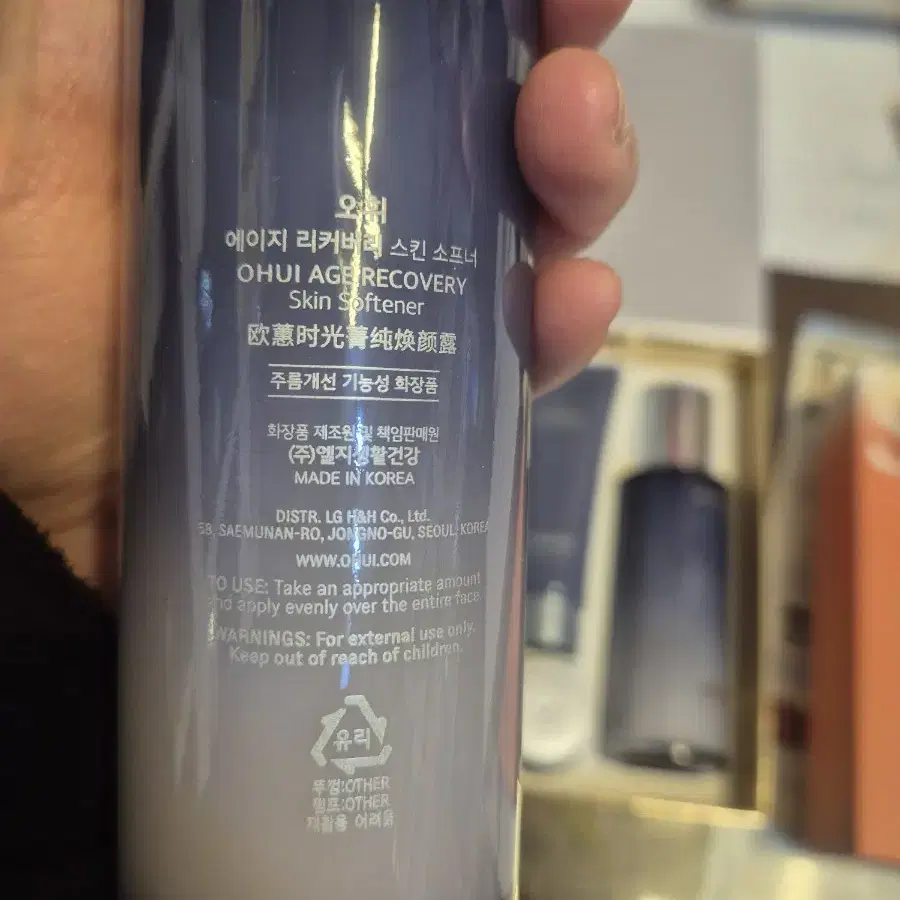 오휘
에이지 리커버리 스킨 소프너
OHUI AGE RECOVERY
Skin Softener
欧蕙时光菁纯焕颜露
주름개선 기능성 화장품
화장품 제조원 및 책임판매원
(주)엘지생활건강
MADE IN KOREA
DISTR. LG H&H Co., Ltd.
58, SAEMUNAN-RO, JONGNO-GU, SEOUL, KOREA
WWW.OHUI.COM
TO USE: Take an appropriate amount
and apply evenly over the entire face.
WARNINGS: For external use only.
Keep out of reach of children.
유리
뚜껑:OTHER
펌프:OTHER
재활용 어려움